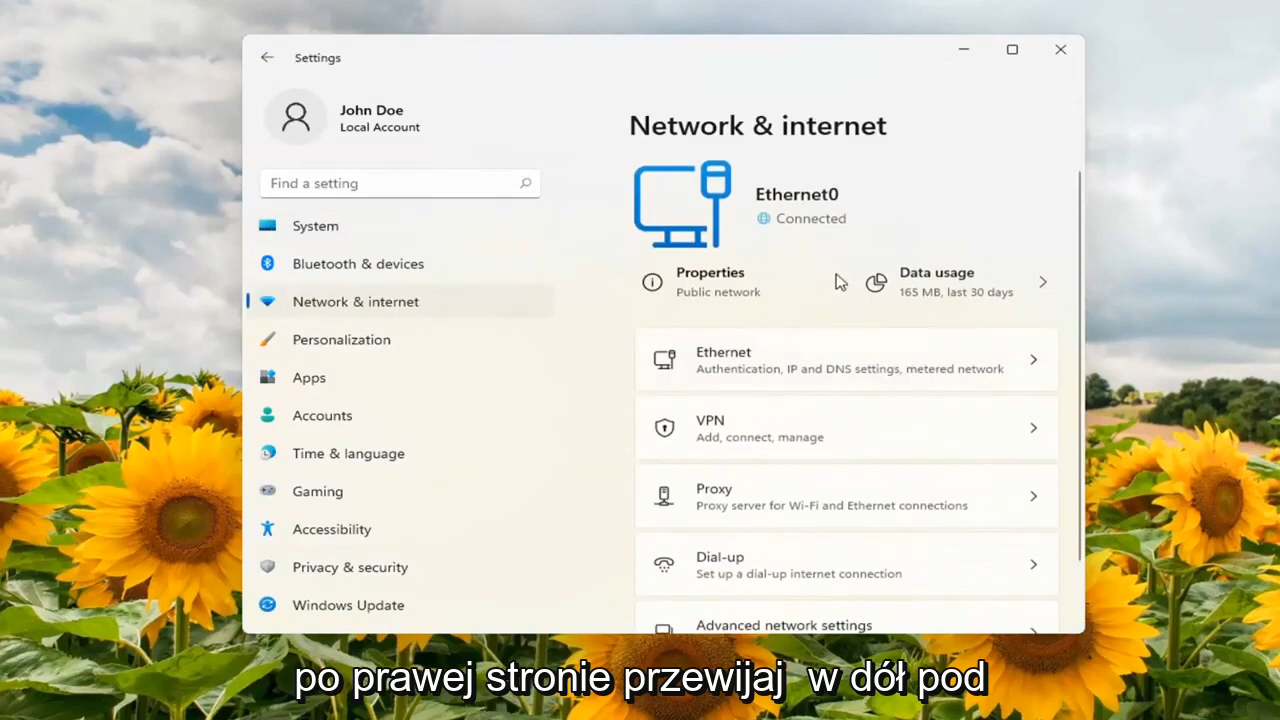 Settings
John Doe
Local Account
Find a setting
System
Bluetooth & devices
Network & internet
Personalization
Apps
Accounts
Time & language
Gaming
Accessibility
Privacy & security
Windows Update
Network & internet
Ethernet0
Connected
Properties
Public network
Data usage
165 MB, last 30 days
Ethernet
Authentication, IP and DNS settings, metered network
VPN
Add, connect, manage
Proxy
Proxy server for Wi-Fi and Ethernet connections
Dial-up
Set up a dial-up internet connection
Advanced network settings
po prawej stronie przewijaj w dół pod